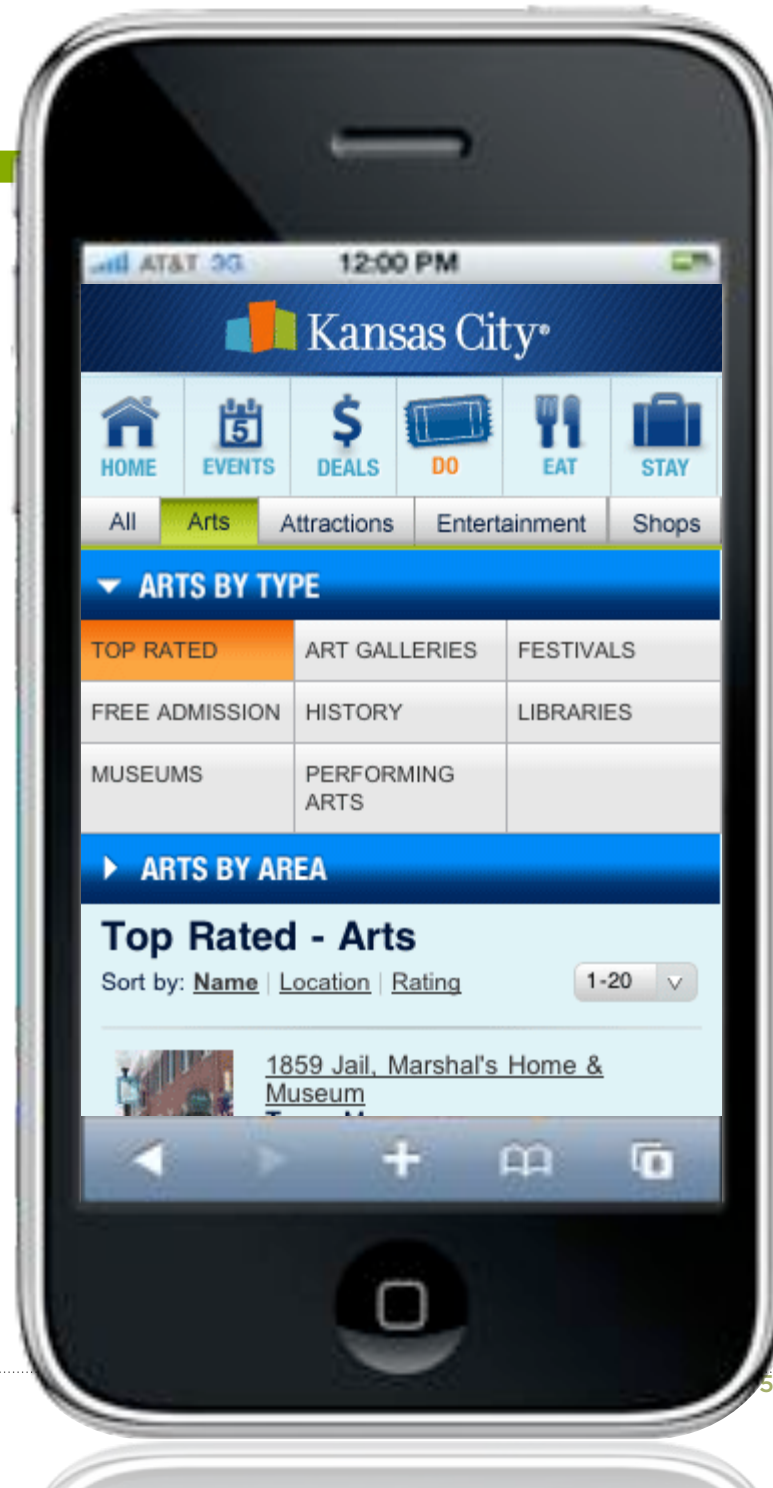 AT&T 3G 12:00 PM
Kansas City
5
HOME EVENTS DEALS DO EAT STAY
All Arts Attractions Entertainment Shops
ARTS BY TYPE
TOP RATED ART GALLERIES FESTIVALS
FREE ADMISSION HISTORY LIBRARIES
MUSEUMS PERFORMING
ARTS
ARTS BY AREA
Top Rated - Arts
Sort by: Name | Location | Rating 1-20
1859 Jail, Marshal's Home &
Museum
5